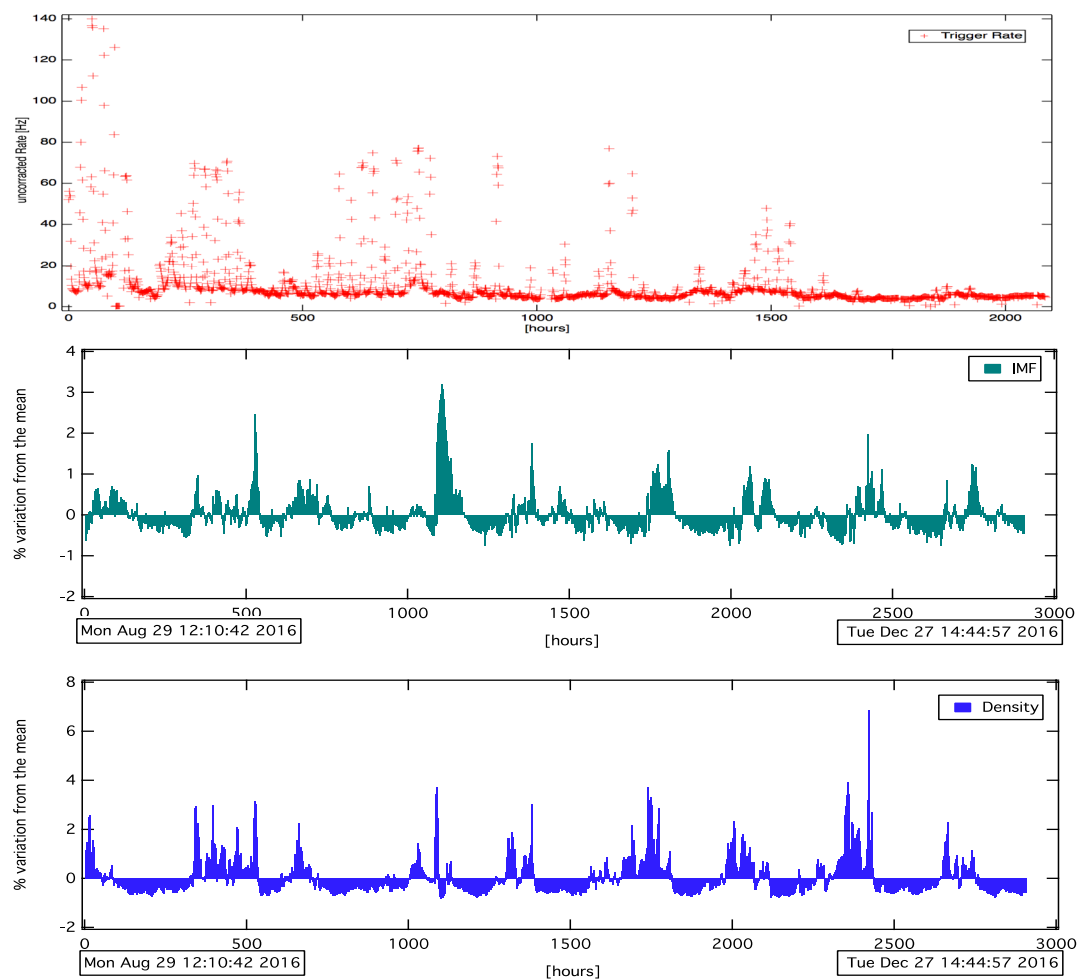 140
120
100
80
60
40
20
0
uncorracted Rate [Hz]
Trigger Rate
0 500 1000 1500 2000
[hours]
4
3
2
1
0
-1
-2
% variation from the mean
IMF
0 500 1000 1500 2000 2500 3000
Mon Aug 29 12:10:42 2016
[hours]
Tue Dec 27 14:44:57 2016
8
6
4
2
0
-2
% variation from the mean
Density
0 500 1000 1500 2000 2500 3000
Mon Aug 29 12:10:42 2016
[hours]
Tue Dec 27 14:44:57 2016